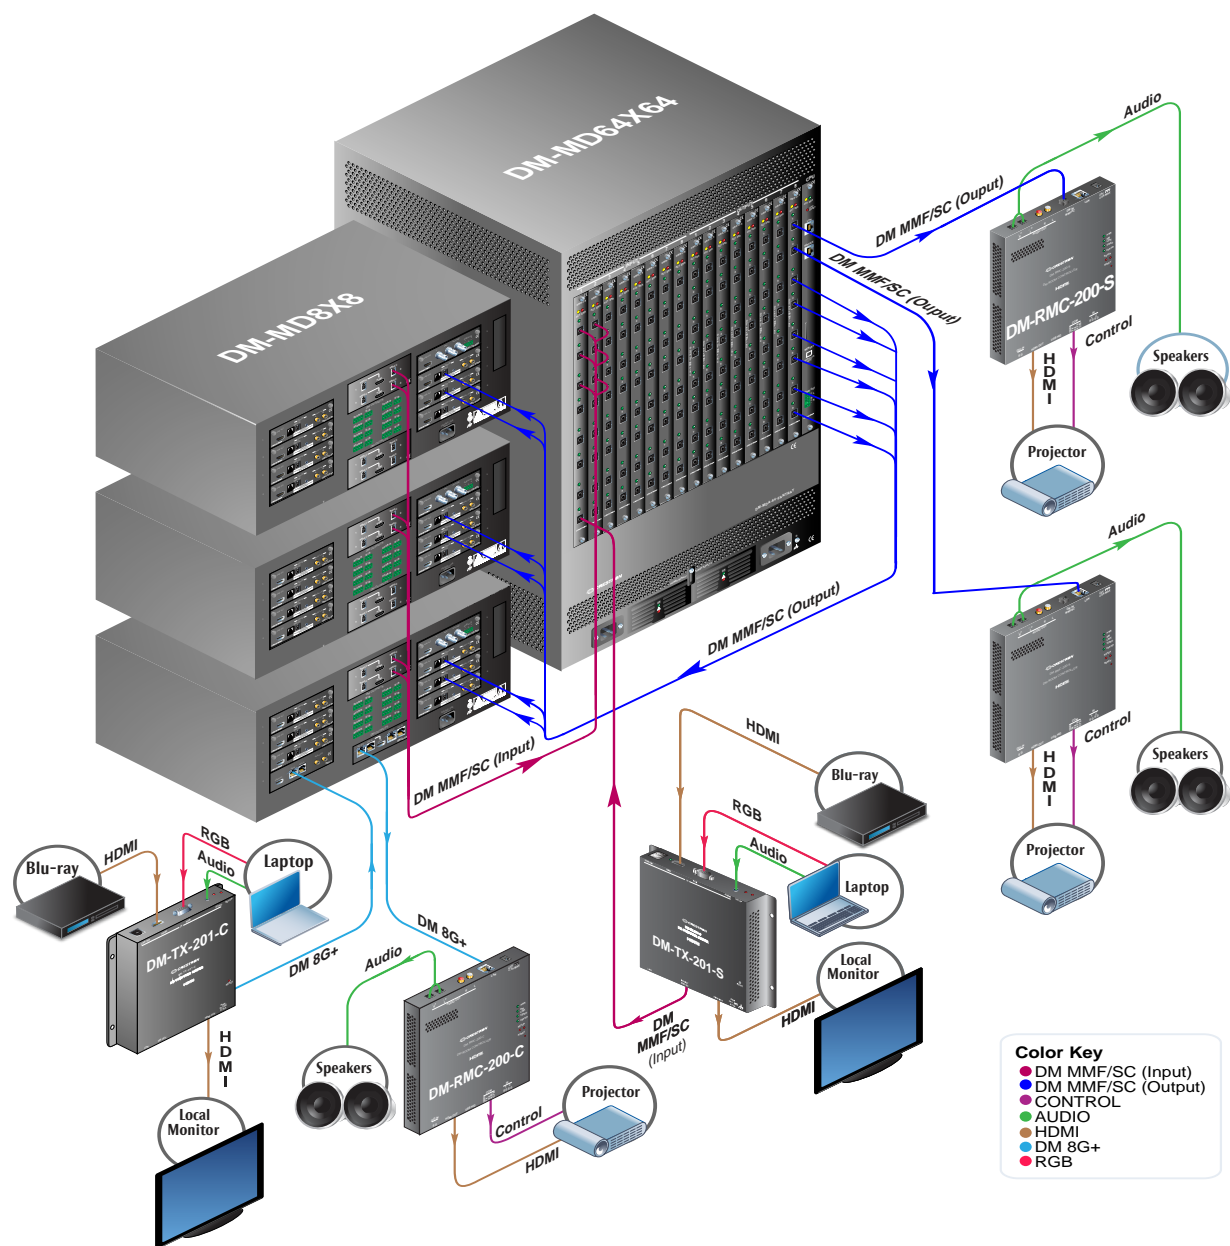 DM-MD64X64
DM-MD8X8
Audio
DM MMF/SC (Ouput)
DM MMF/SC (Ouput)
DM-RMC-200-S
HDMI
Control
Speakers
Projector
Audio
DM MMF/SC (Output)
HDMI
Control
Speakers
Projector
DM MMF/SC (Input)
HDMI
Blu-ray
RGB
Audio
Laptop
DM-TX-201-S
Local
Monitor
HDMI
DM
MMF/SC
(Input)
Blu-ray
HDMI
RGB
Audio
Laptop
DM-TX-201-C
DM 8G+
DM 8G+
HDMI
Local
Monitor
Audio
Speakers
DM-RMC-200-C
Control
HDMI
Projector
Color Key
DM MMF/SC (Input)
DM MMF/SC (Output)
CONTROL
AUDIO
HDMI
DM 8G+
RGB